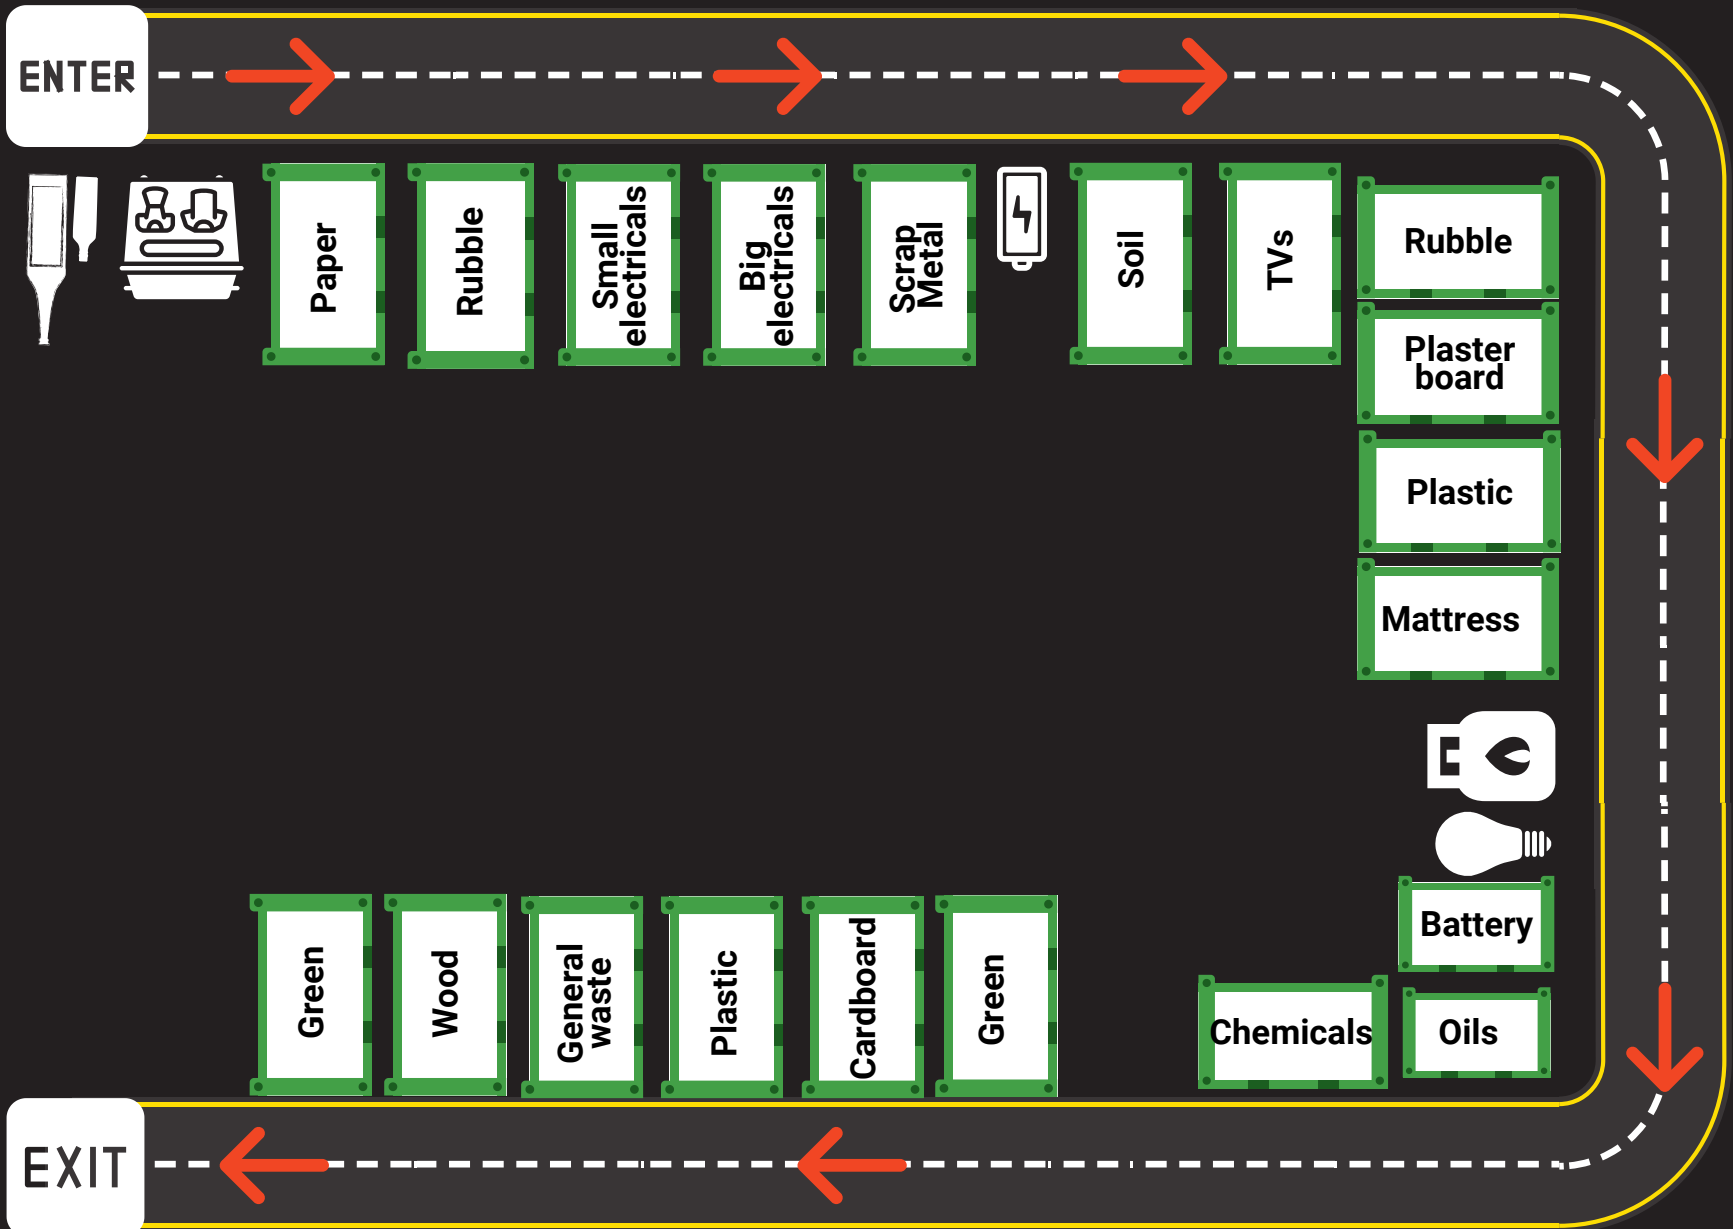 ENTER
Paper
Rubble
Small
electricals
Big
electricals
Scrap
Metal
Soil
TVs
Rubble
Plaster
board
Plastic
Mattress
Battery
Oils
Chemicals
Green
Wood
General
waste
Plastic
Cardboard
Green
EXIT